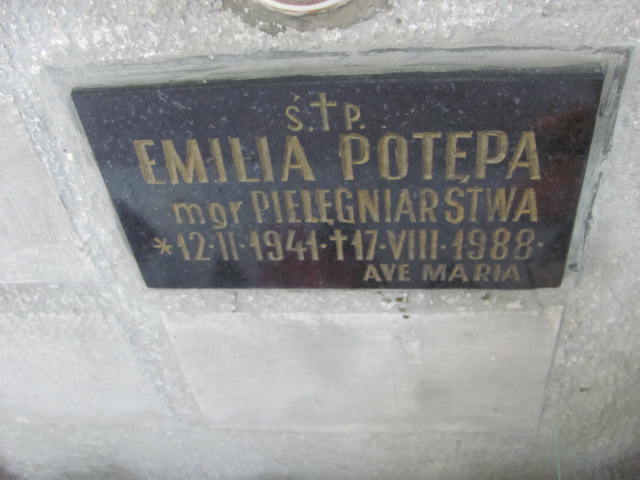 Ś.†P.
EMILIA POTĘPA
mgr PIELĘGNIARSTWA
*12·II·1941·†17·VIII·1988·
AVE MARIA